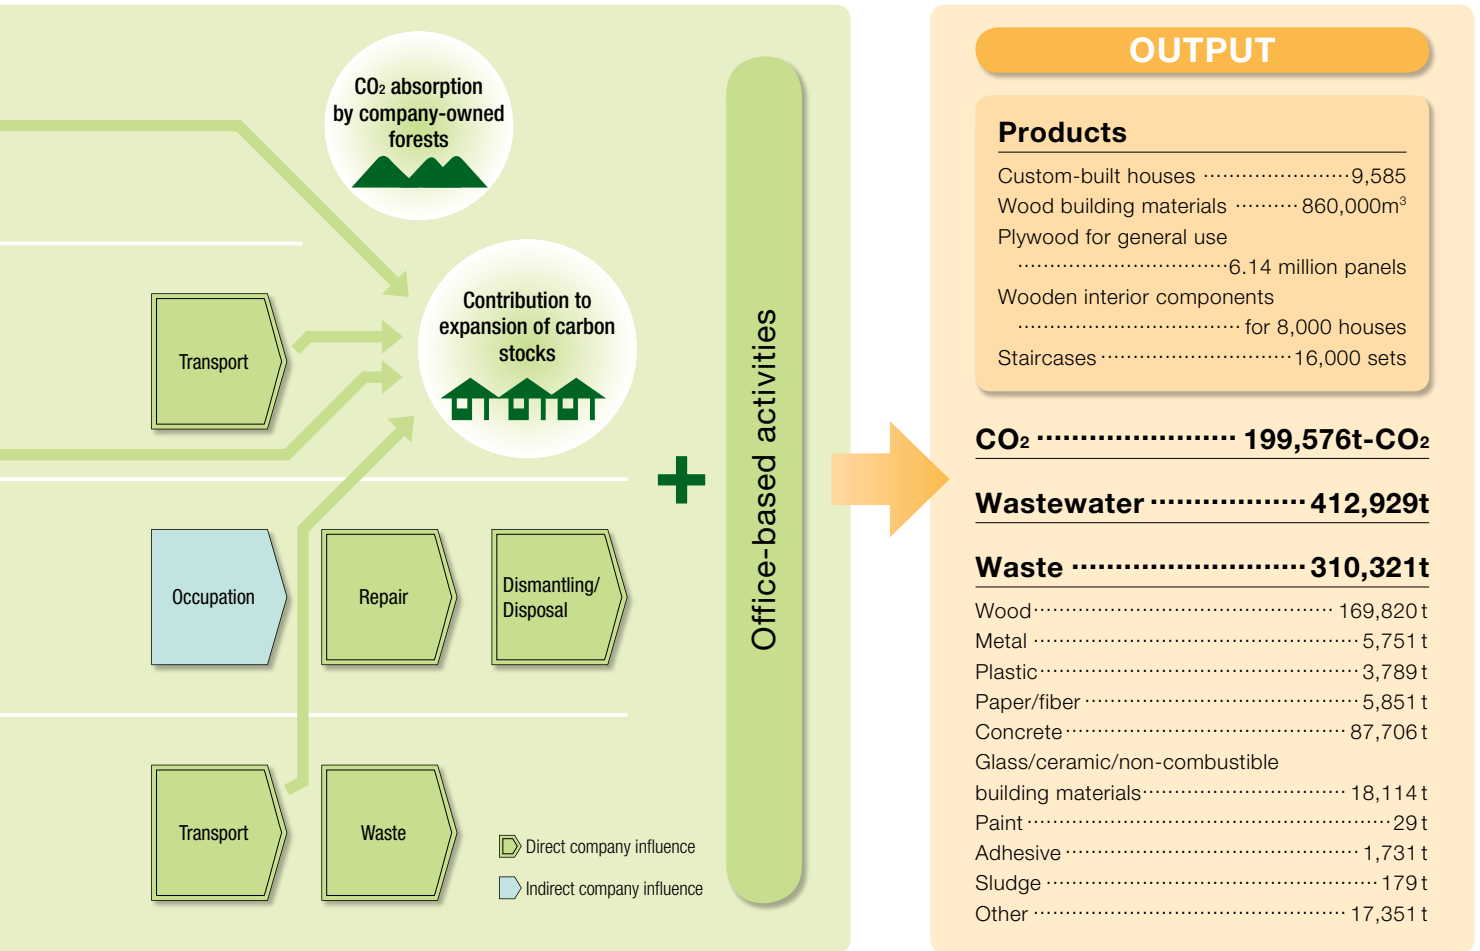 CO2 absorption
by company-owned
forests
Contribution to
expansion of carbon
stocks
Transport
Occupation
Repair
Dismantling/
Disposal
Transport
Waste
Direct company influence
Indirect company influence
Office-based activities
OUTPUT
Products
Custom-built houses ························9,585
Wood building materials ··········860,000m³
Plywood for general use
··································6.14 million panels
Wooden interior components
···································· for 8,000 houses
Staircases ······························16,000 sets
CO2 ······················· 199,576t-CO2
Wastewater ·················· 412,929t
Waste ··························· 310,321t
Wood ··············································· 169,820 t
Metal ··················································· 5,751 t
Plastic ·················································· 3,789 t
Paper/fiber ··········································· 5,851 t
Concrete ············································ 87,706 t
Glass/ceramic/non-combustible
building materials································ 18,114 t
Paint ························································· 29 t
Adhesive ·············································· 1,731 t
Sludge ···················································· 179 t
Other ················································· 17,351 t